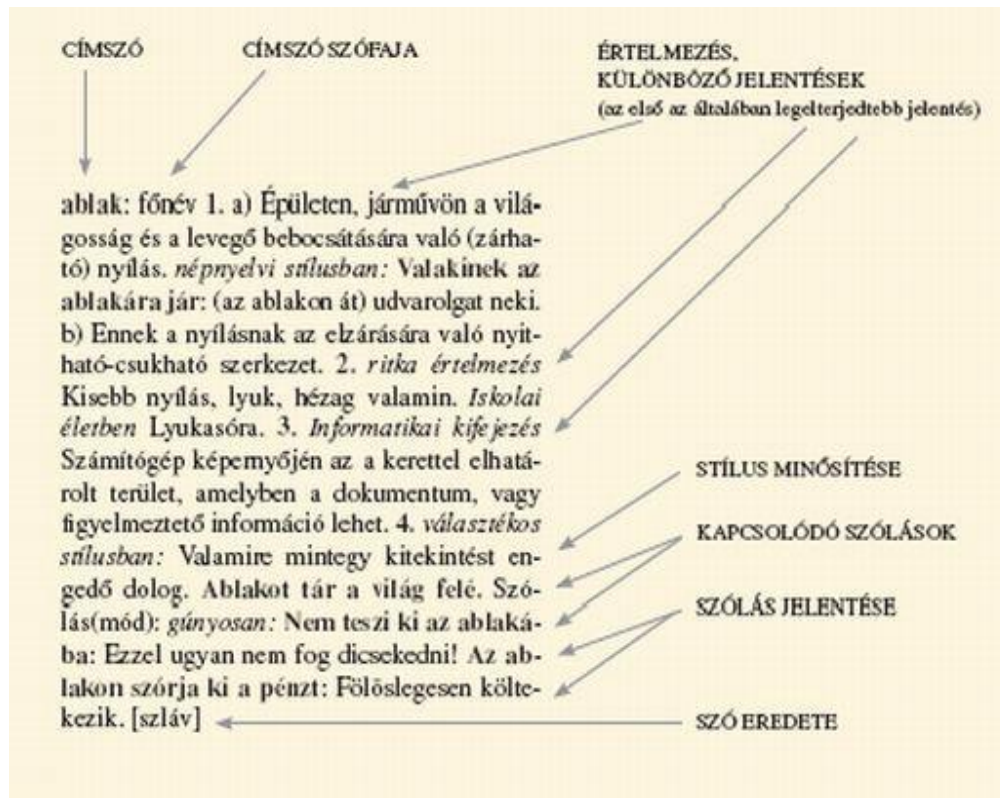 CÍMSZÓ
CÍMSZÓ SZÓFAJA
ÉRTELMEZÉS,
KÜLÖNBÖZŐ JELENTÉSEK
(az első az általában legelterjedtebb jelentés)
ablak: főnév 1. a) Épületen, járművön a vilá-
gosság és a levegő bebocsátására való (zárha-
tó) nyílás. népnyelvi stílusban: Valakinek az
ablakára jár: (az ablakon át) udvarolgat neki.
b) Ennek a nyílásnak az elzárására való nyit-
ható-csukható szerkezet. 2. ritka értelmezés
Kisebb nyílás, lyuk, hézag valamin. Iskolai
életben Lyukasóra. 3. Informatikai kifejezés
Számítógép képernyőjén az a kerettel elhatá-
rolt terület, amelyben a dokumentum, vagy
figyelmeztető információ lehet. 4. választékos
stílusban: Valamire mintegy kitekintést en-
gedő dolog. Ablakot tár a világ felé. Szó-
lás(mód): gúnyosan: Nem teszi ki az ablaká-
ba: Ezzel ugyan nem fog dicsekedni! Az ab-
lakon szórja ki a pénzt: Fölöslegesen költe-
kezik. [szláv]
STÍLUS MINŐSÍTÉSE
KAPCSOLÓDÓ SZÓLÁSOK
SZÓLÁS JELENTÉSE
SZÓ EREDETE